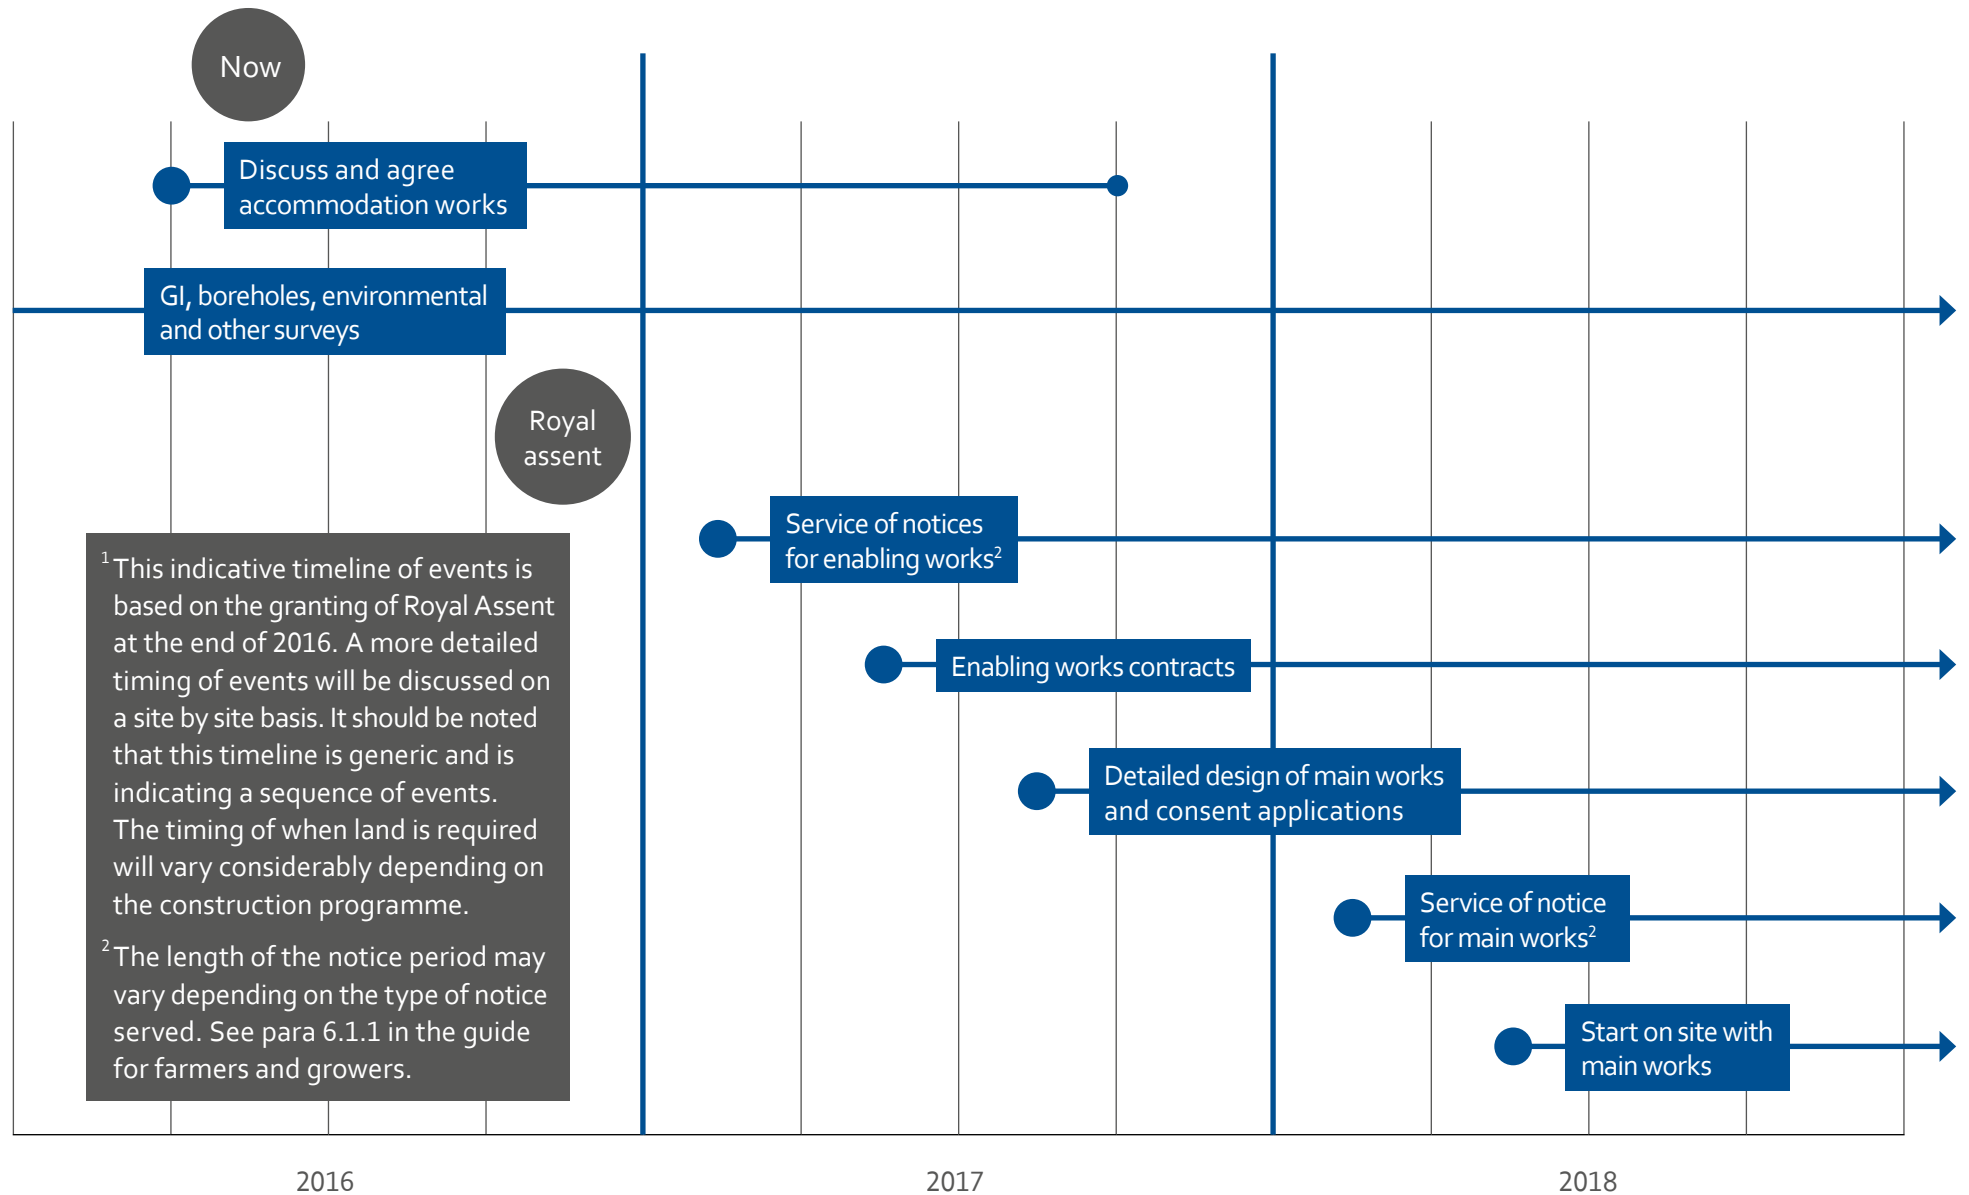 Now
Discuss and agree
accommodation works
GI, boreholes, environmental
and other surveys
Royal
assent
Service of notices
for enabling works²
¹ This indicative timeline of events is
based on the granting of Royal Assent
at the end of 2016. A more detailed
timing of events will be discussed on
a site by site basis. It should be noted
that this timeline is generic and is
indicating a sequence of events.
The timing of when land is required
will vary considerably depending on
the construction programme.
² The length of the notice period may
vary depending on the type of notice
served. See para 6.1.1 in the guide
for farmers and growers.
Enabling works contracts
Detailed design of main works
and consent applications
Service of notice
for main works²
Start on site with
main works
2016
2017
2018